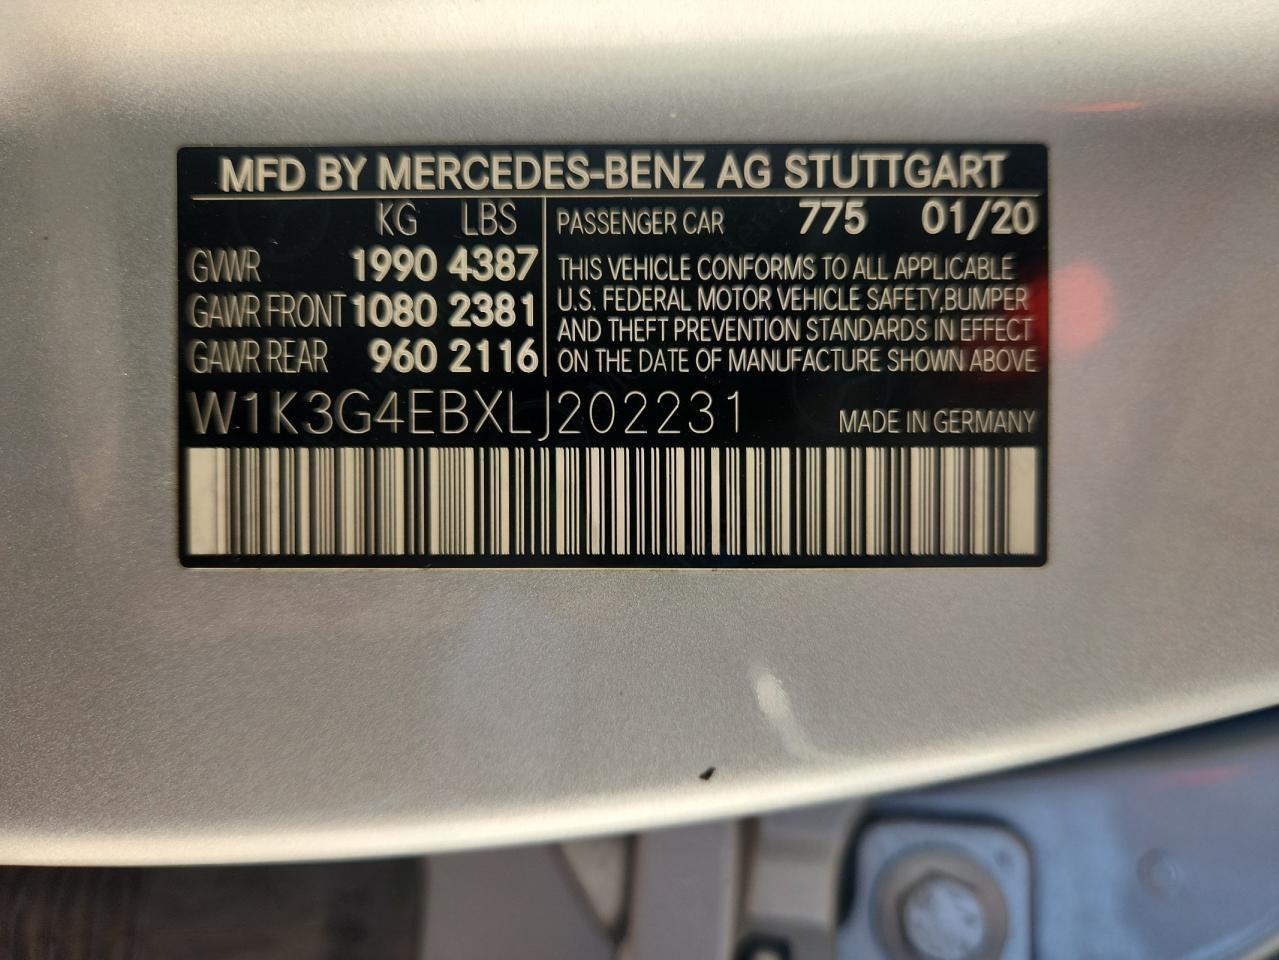 MFD BY MERCEDES-BENZ AG STUTTGART
KG LBS
GVWR 1990 4387
GAWR FRONT 1080 2381
GAWR REAR 960 2116
PASSENGER CAR 775 01/20
THIS VEHICLE CONFORMS TO ALL APPLICABLE
U.S. FEDERAL MOTOR VEHICLE SAFETY,BUMPER
AND THEFT PREVENTION STANDARDS IN EFFECT
ON THE DATE OF MANUFACTURE SHOWN ABOVE
W1K3G4EBXLJ202231
MADE IN GERMANY